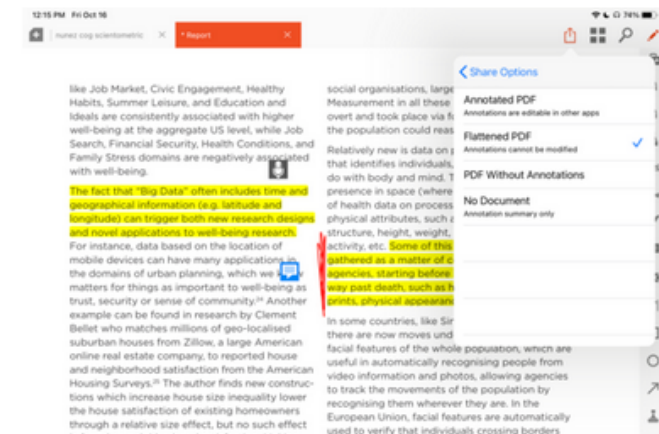 12:15 PM Fri Oct 16
74%
nunez cog scientometric ×
* Report ×
like Job Market, Civic Engagement, Healthy
Habits, Summer Leisure, and Education and
Ideals are consistently associated with higher
well-being at the aggregate US level, while Job
Search, Financial Security, Health Conditions, and
Family Stress domains are negatively associated
with well-being.
The fact that "Big Data" often includes time and
geographical information (e.g. latitude and
longitude) can trigger both new research designs
and novel applications to well-being research.
For instance, data based on the location of
mobile devices can have many applications in
the domains of urban planning, which we
matters for things as important to well-being as
trust, security or sense of community.24 Another
example can be found in research by Clement
Bellet who matches millions of geo-localised
suburban houses from Zillow, a large American
online real estate company, to reported house
and neighborhood satisfaction from the American
Housing Surveys.25 The author finds new construc-
tions which increase house size inequality lower
the house satisfaction of existing homeowners
through a relative size effect, but no such effect
social organisations, large
Measurement in all these
overt and took place via
the population could reas
Relatively new is data on
that identifies individuals,
do with body and mind.
presence in space (where
of health data on process
physical attributes, such
structure, height, weight,
activity, etc. Some of this
gathered as a matter of
agencies, starting before
way past death, such as
prints, physical appearan
In some countries, like Sin
there are now moves und
facial features of the whole population, which are
useful in automatically recognising people from
video information and photos, allowing agencies
to track the movements of the population by
recognising them wherever they are. In the
European Union, facial features are automatically
used to verify that individuals crossing borders
Share Options
Annotated PDF
Annotations are editable in other apps
Flattened PDF
Annotations cannot be modified
PDF Without Annotations
No Document
Annotation summary only